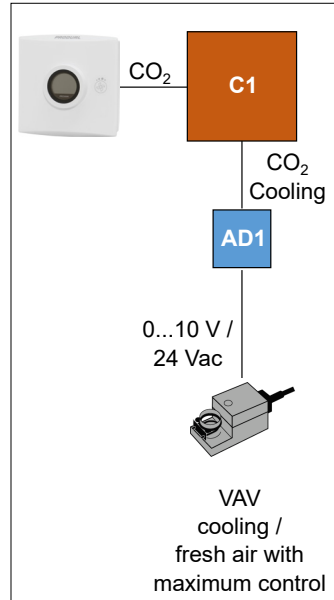 CO₂
C1
CO₂
Cooling
AD1
0...10 V /
24 Vac
VAV
cooling /
fresh air with
maximum control